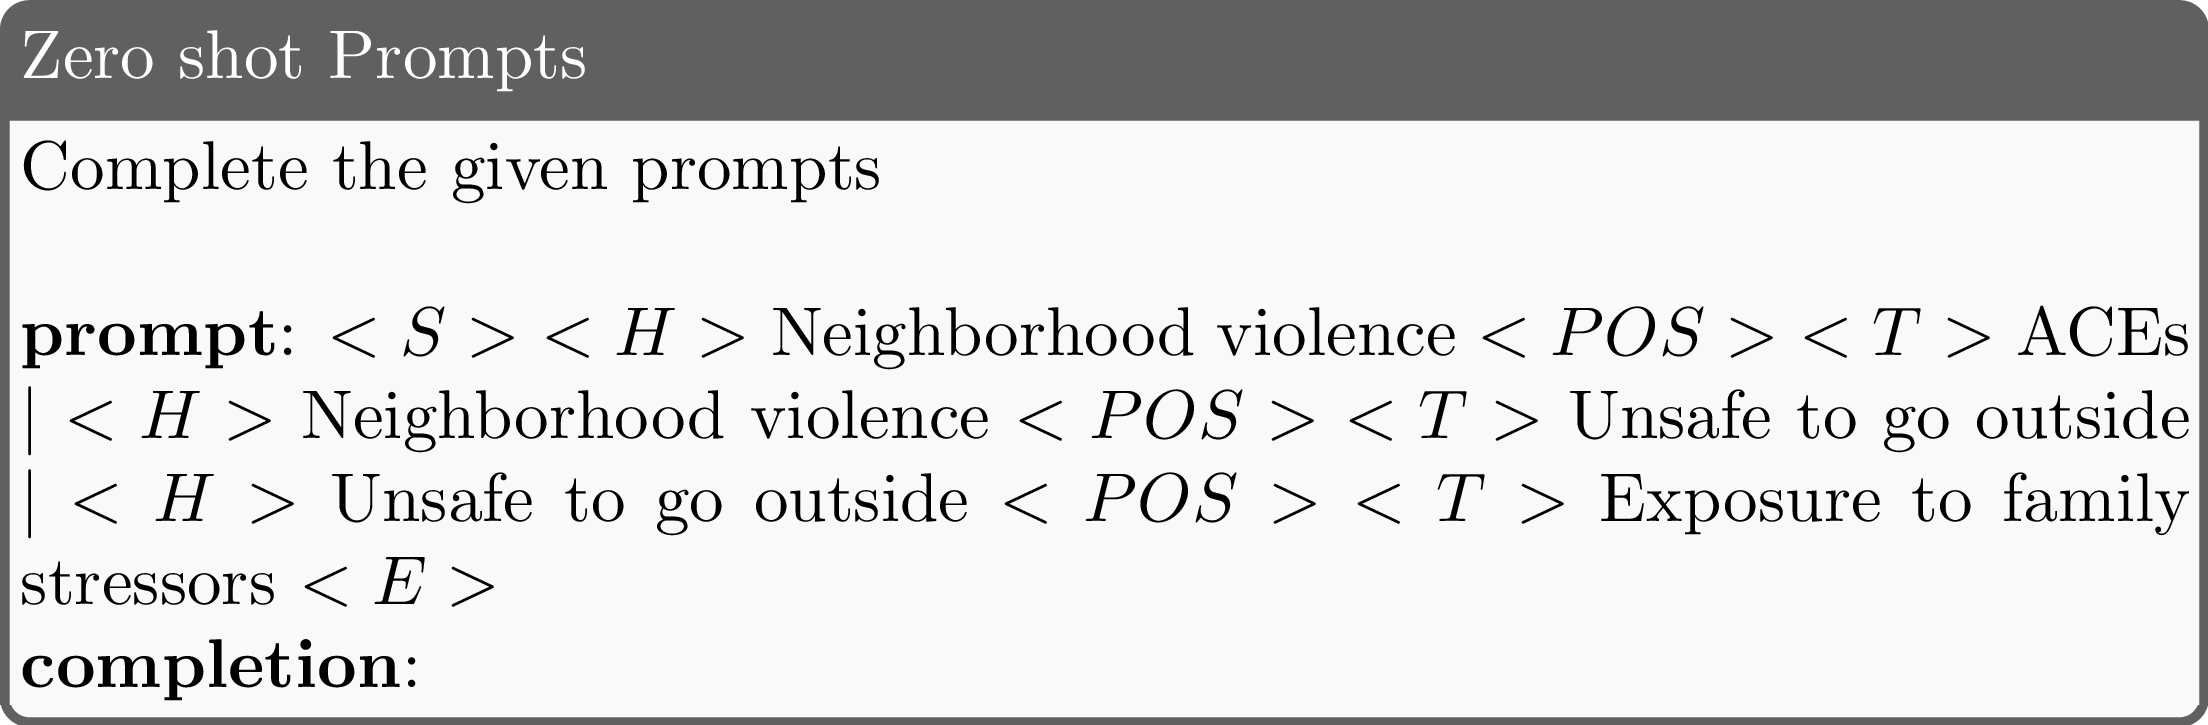 Zero shot Prompts
Complete the given prompts
prompt: < S > < H > Neighborhood violence < POS > < T > ACEs
| < H > Neighborhood violence < POS > < T > Unsafe to go outside
| < H > Unsafe to go outside < POS > < T > Exposure to family
stressors < E >
completion: